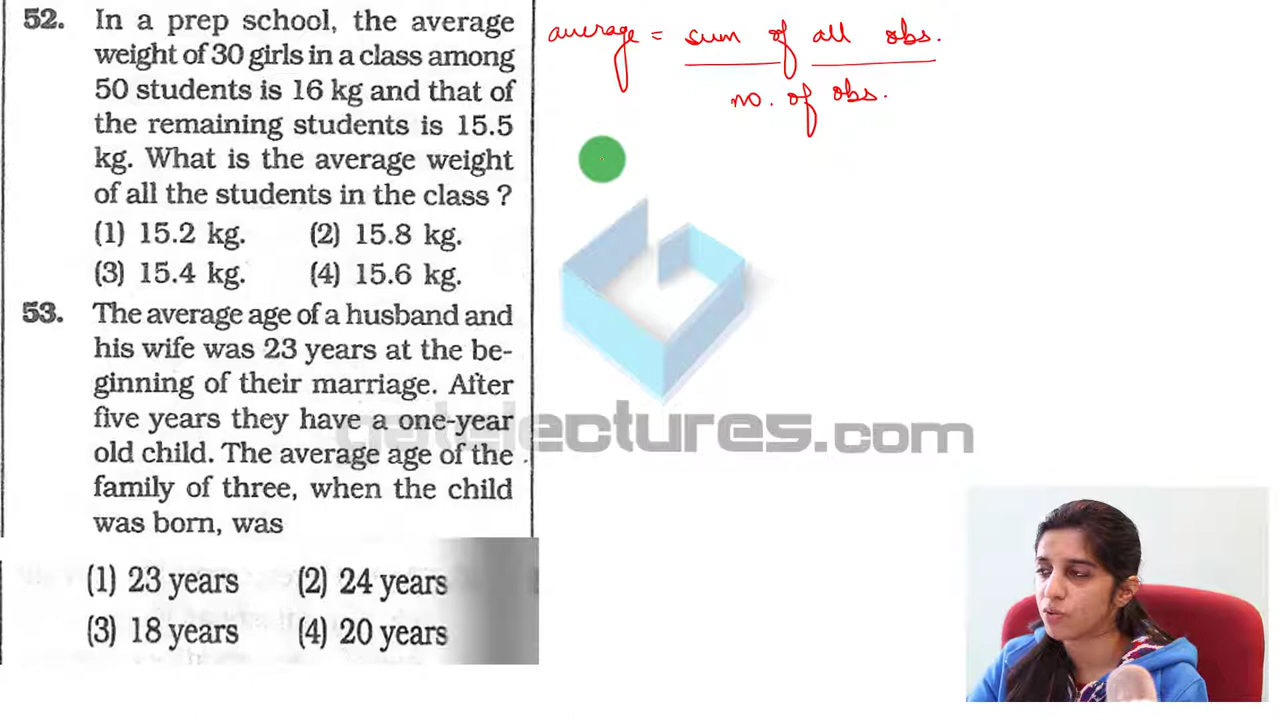 52. In a prep school, the average
weight of 30 girls in a class among
50 students is 16 kg and that of
the remaining students is 15.5
kg. What is the average weight
of all the students in the class ?
(1) 15.2 kg. (2) 15.8 kg.
(3) 15.4 kg. (4) 15.6 kg.
53. The average age of a husband and
his wife was 23 years at the be-
ginning of their marriage. After
five years they have a one-year
old child. The average age of the
family of three, when the child
was born, was
(1) 23 years (2) 24 years
(3) 18 years (4) 20 years
average = sum of all obs.
no. of obs.
gatelectures.com